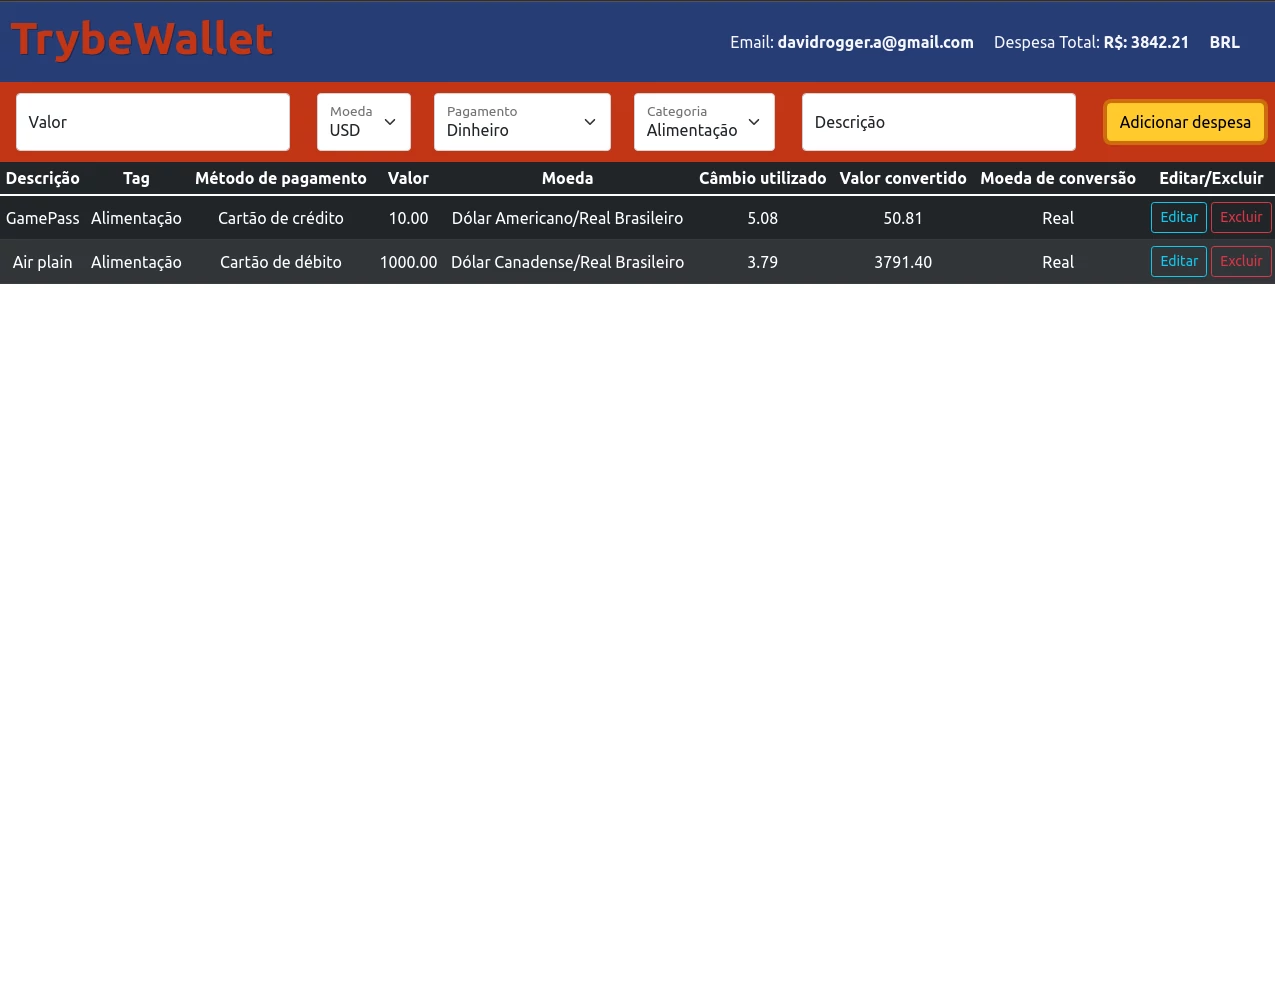 TrybeWallet
Email: davidrogger.a@gmail.com Despesa Total: R$: 3842.21 BRL
Valor Moeda USD Pagamento Dinheiro Categoria Alimentação Descrição Adicionar despesa
Descrição Tag Método de pagamento Valor Moeda Câmbio utilizado Valor convertido Moeda de conversão Editar/Excluir
GamePass Alimentação Cartão de crédito 10.00 Dólar Americano/Real Brasileiro 5.08 50.81 Real Editar Excluir
Air plain Alimentação Cartão de débito 1000.00 Dólar Canadense/Real Brasileiro 3.79 3791.40 Real Editar Excluir